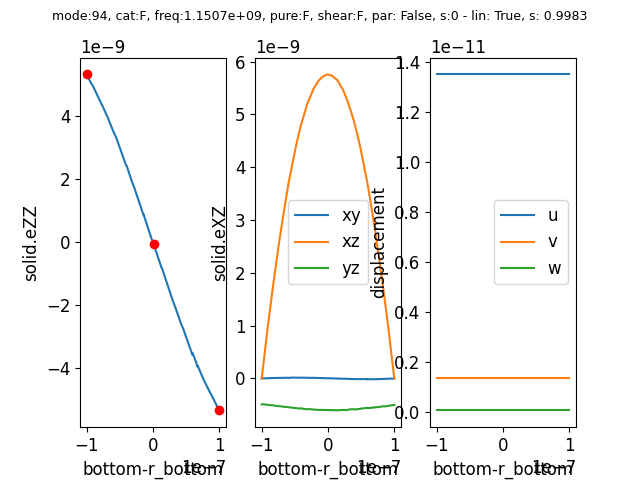 mode:94, cat:F, freq:1.1507e+09, pure:F, shear:F, par: False, s:0 - lin: True, s: 0.9983
1e−9
4
2
0
−2
−4
solid.eZZ
−1
0
1
1e−7
bottom-r_bottom
1e−9
6
5
4
3
2
1
0
solid.eXZ
xy
xz
yz
−1
0
1
1e−7
bottom-r_bottom
1e−11
1.4
1.2
1.0
0.8
0.6
0.4
0.2
0.0
displacement
u
v
w
−1
0
1
1e−7
bottom-r_bottom